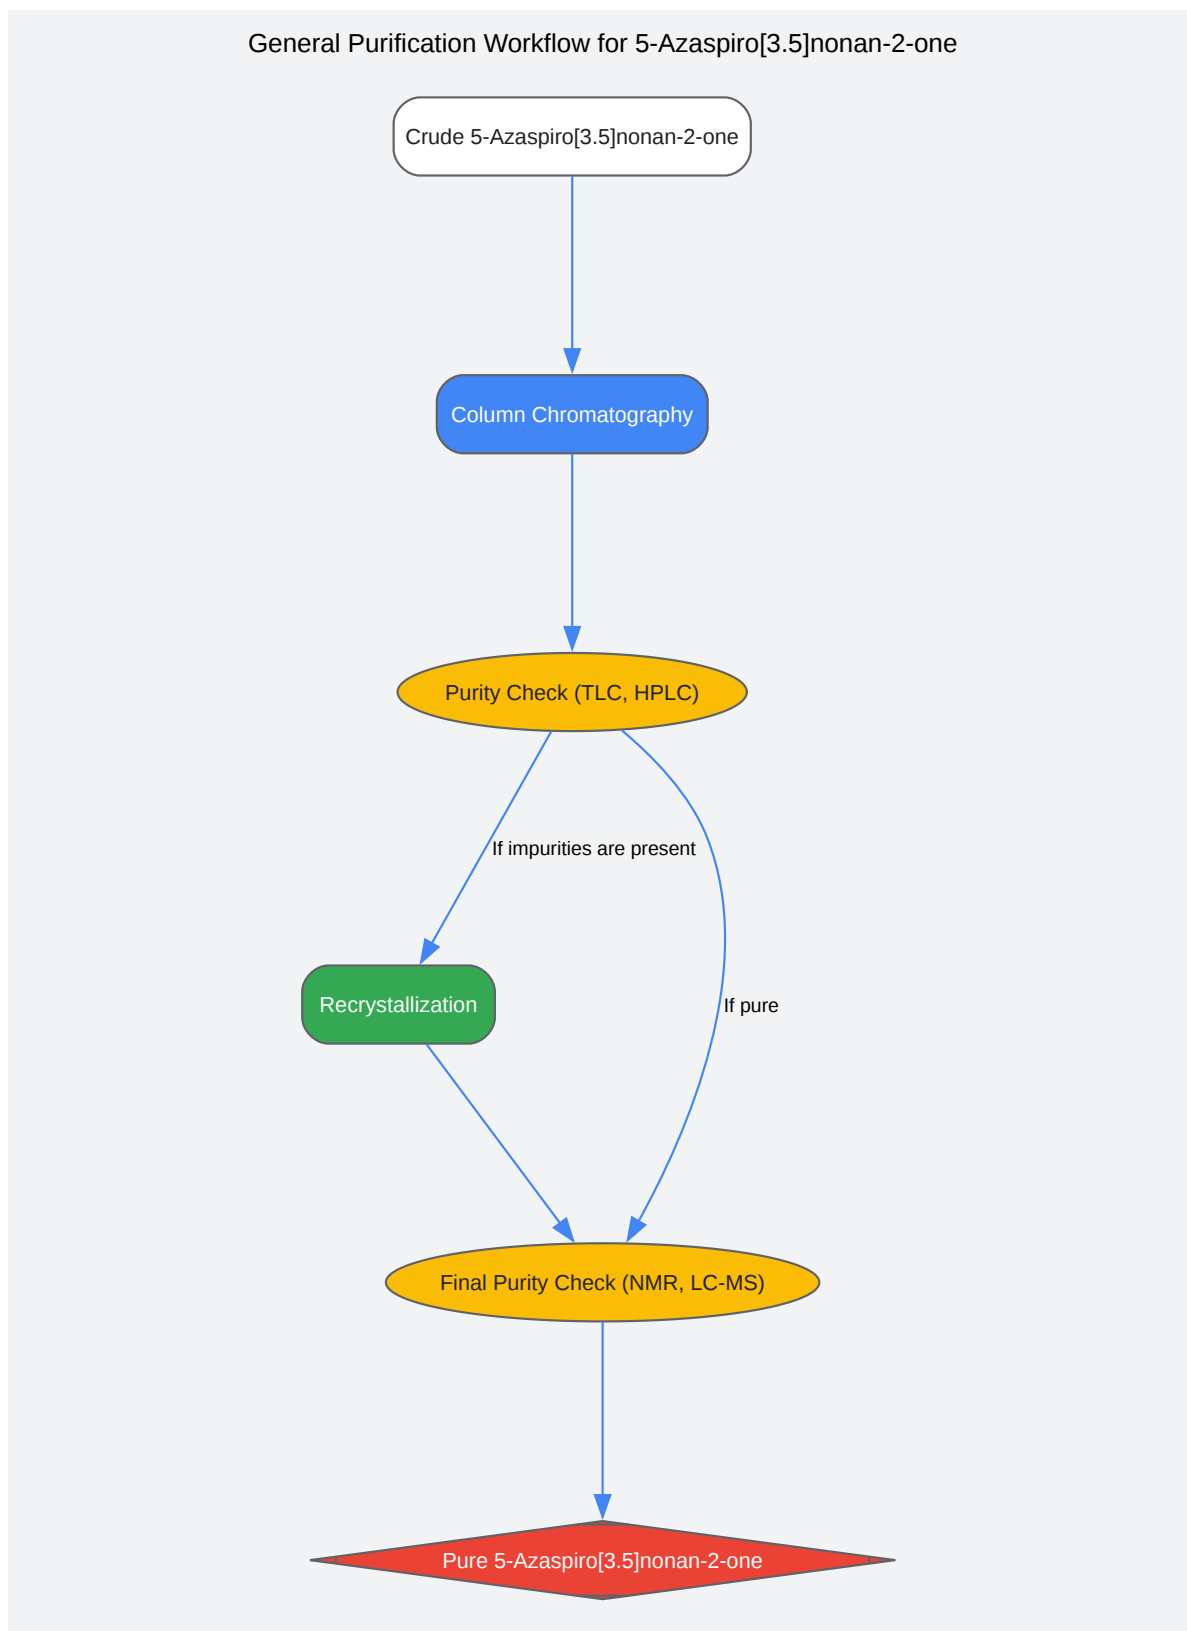 General Purification Workflow for 5-Azaspiro[3.5]nonan-2-one
Crude 5-Azaspiro[3.5]nonan-2-one
Column Chromatography
Purity Check (TLC, HPLC)
If impurities are present
Recrystallization
If pure
Final Purity Check (NMR, LC-MS)
Pure 5-Azaspiro[3.5]nonan-2-one